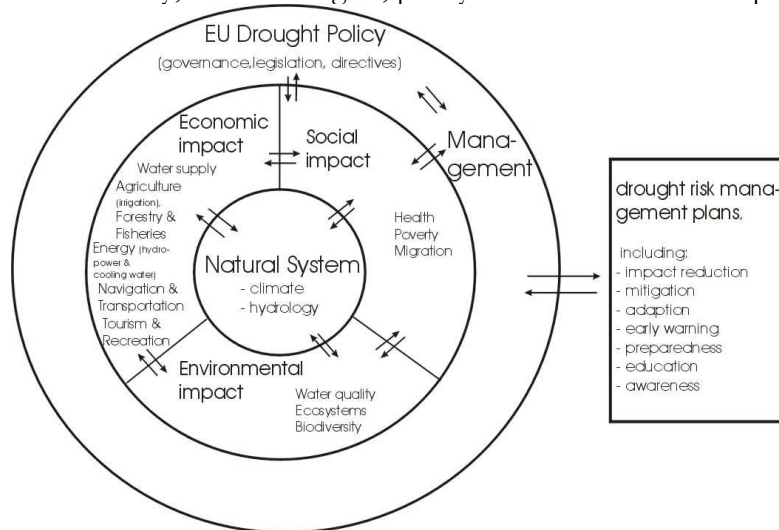 EU Drought Policy
(governance,legislation, directives)
Mana-
gement
Economic
impact
Water supply
Agriculture
(irrigation),
Forestry &
Fisheries
Energy (hydro-
power &
cooling water)
Navigation &
Transportation
Tourism &
Recreation
Social
impact
Health
Poverty
Migration
Natural System
- climate
- hydrology
Environmental
impact
Water quality
Ecosystems
Biodiversity
drought risk mana-
gement plans,
including:
- impact reduction
- mitigation
- adaption
- early warning
- preparedness
- education
- awareness